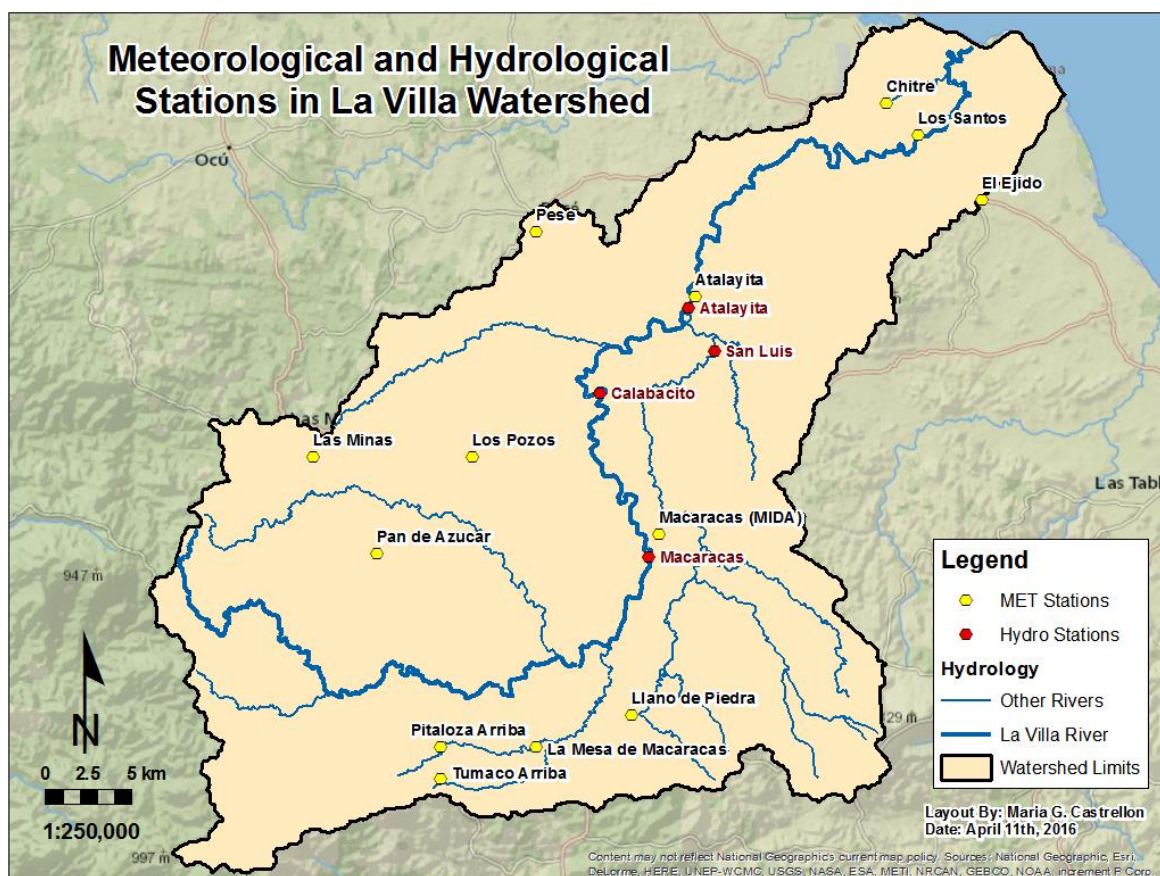 Meteorological and Hydrological
Stations in La Villa Watershed
Chitre
Los Santos
Ocú
El Ejido
Pese
Atalayita
Atalayita
San Luis
Calabacito
Las Minas
Los Pozos
Las Tabl
Macaracas (MIDA)
Pan de Azucar
Macaracas
947 m
Legend
MET Stations
Hydro Stations
Hydrology
Other Rivers
La Villa River
Watershed Limits
N
Llano de Piedra
829 m
Pitaloza Arriba
La Mesa de Macaracas
Tumaco Arriba
0 2.5 5 km
1:250,000
997 m
Layout By: Maria G. Castrellon
Date: April 11th, 2016
Content may not reflect National Geographic's current map policy. Sources: National Geographic, Esri,
DeLorme, HERE, UNEP-WCMC, USGS, NASA, ESA, METI, NRCAN, GEBCO, NOAA, increment P Corp.